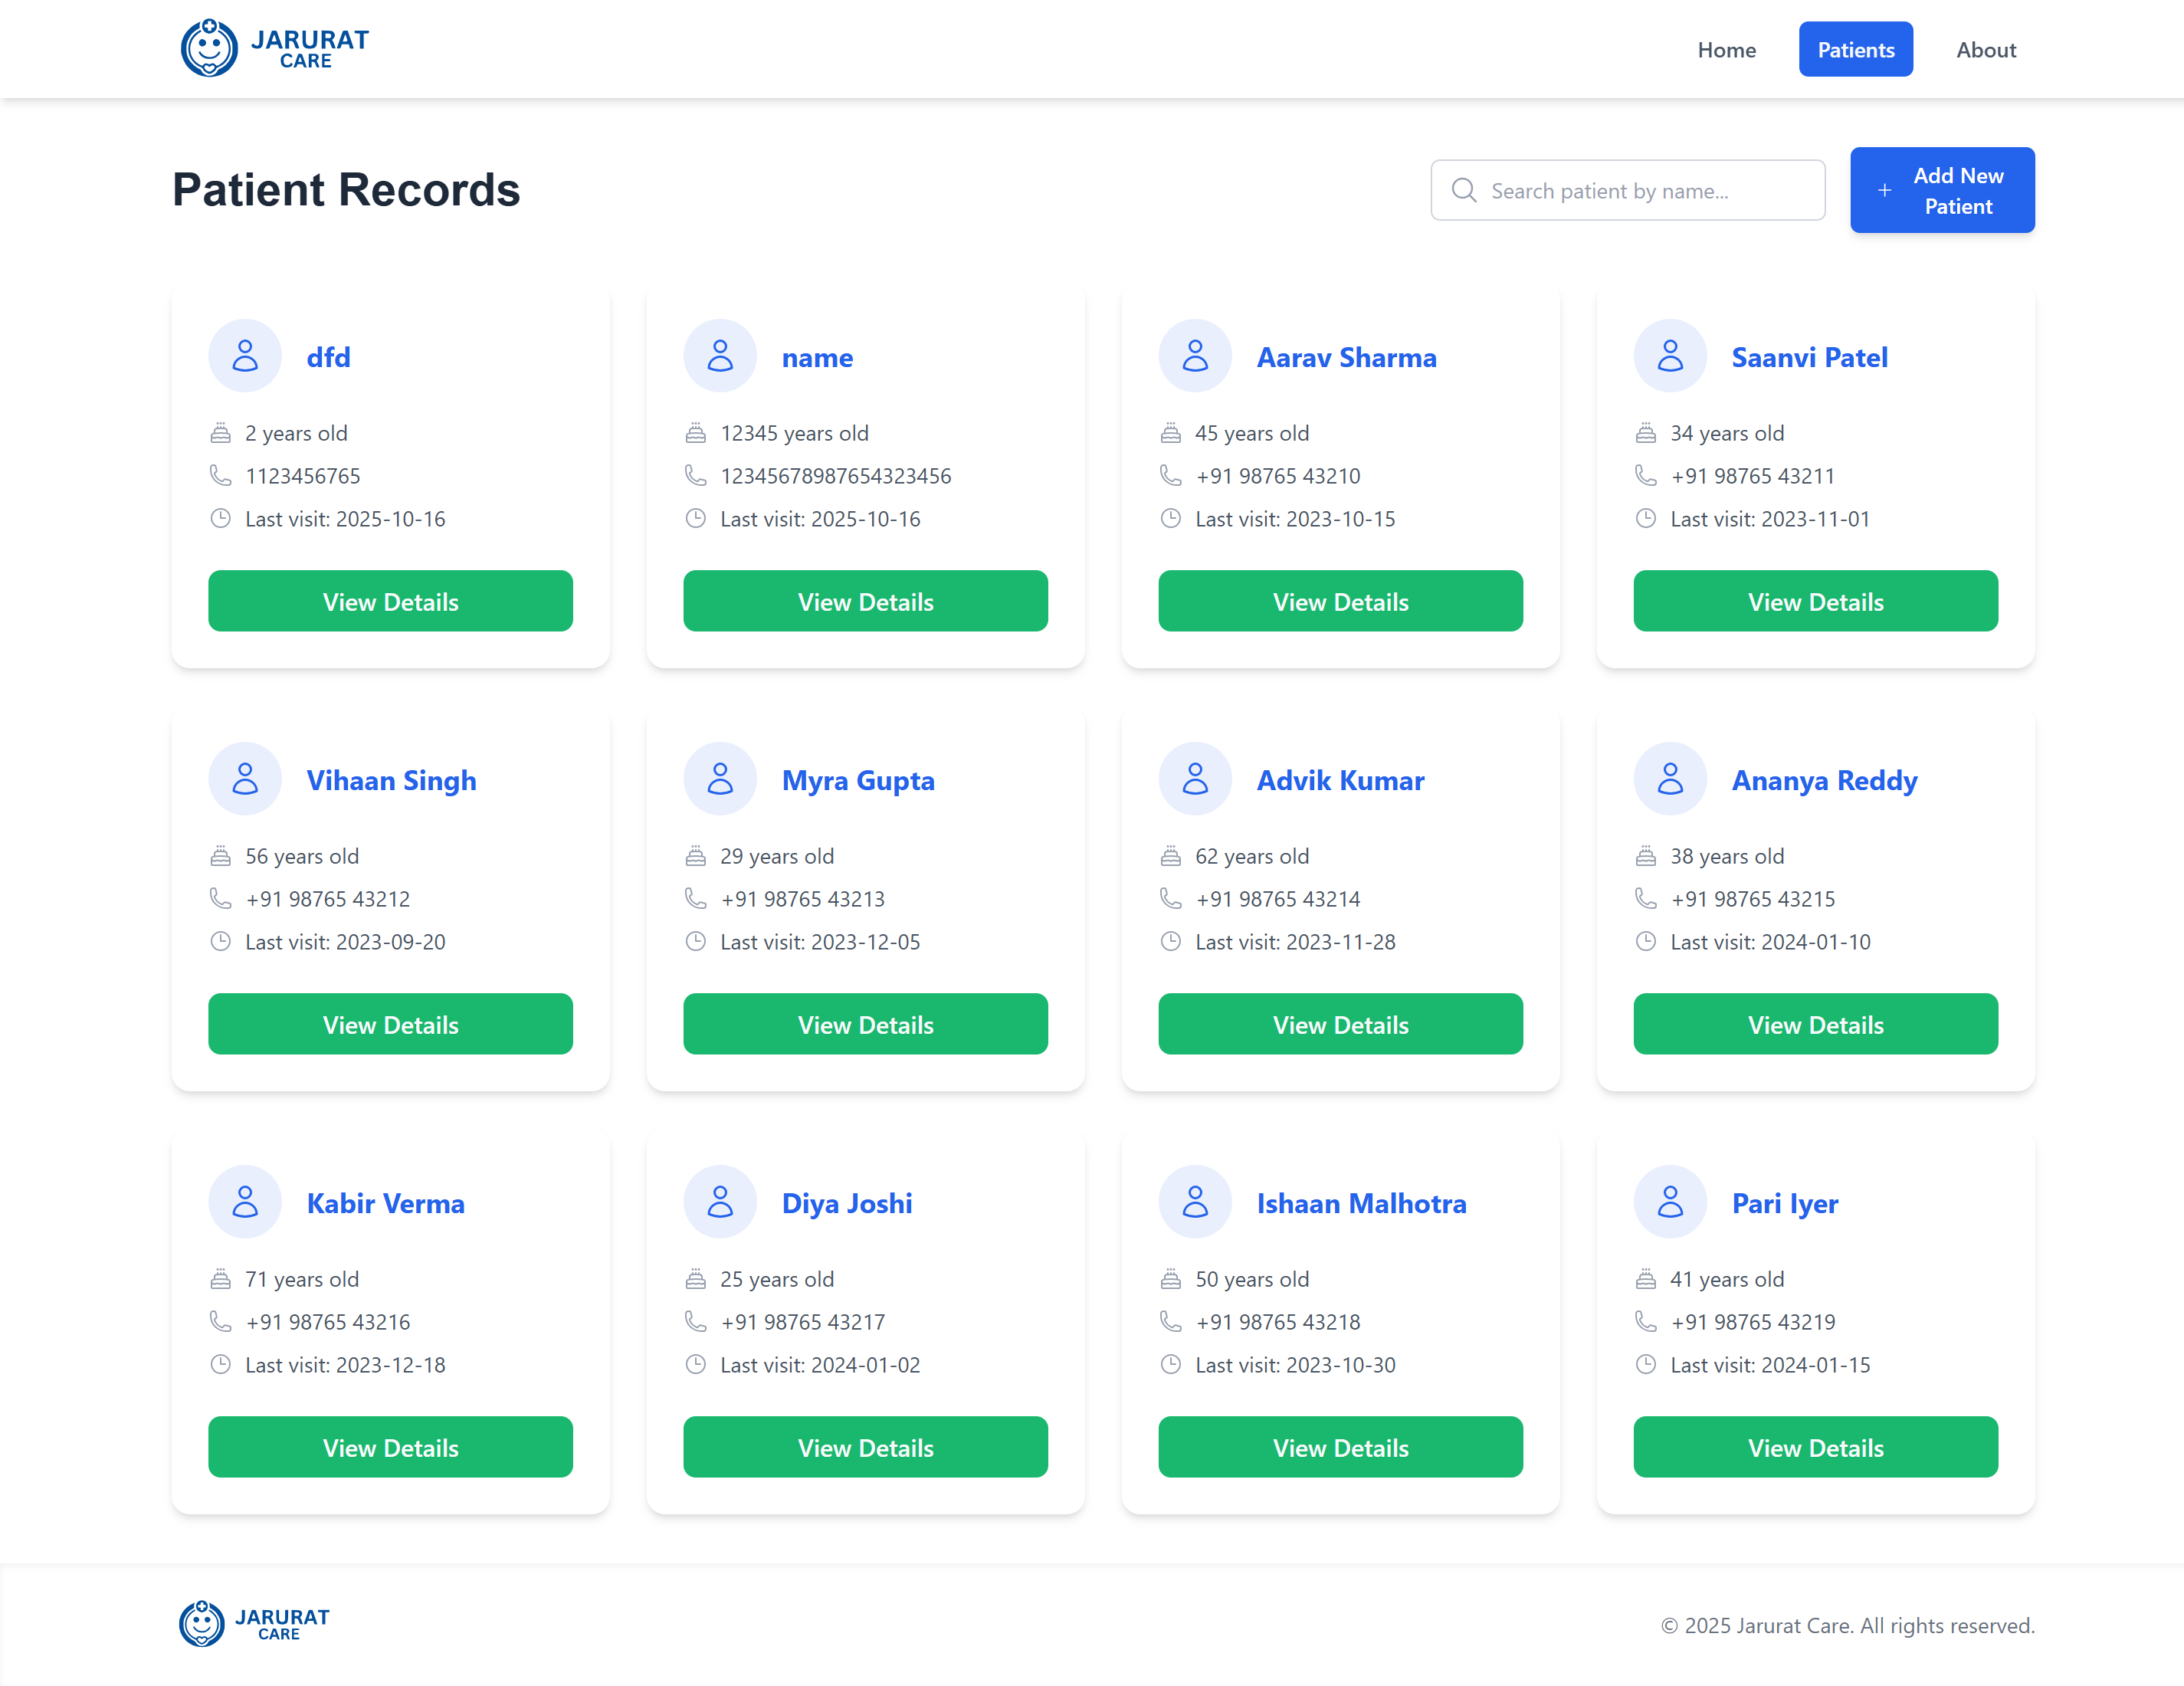 JARURAT
CARE
Home
Patients
About
Patient Records
Search patient by name...
Add New
Patient
dfd
2 years old
1123456765
Last visit: 2025-10-16
View Details
name
12345 years old
12345678987654323456
Last visit: 2025-10-16
View Details
Aarav Sharma
45 years old
+91 98765 43210
Last visit: 2023-10-15
View Details
Saanvi Patel
34 years old
+91 98765 43211
Last visit: 2023-11-01
View Details
Vihaan Singh
56 years old
+91 98765 43212
Last visit: 2023-09-20
View Details
Myra Gupta
29 years old
+91 98765 43213
Last visit: 2023-12-05
View Details
Advik Kumar
62 years old
+91 98765 43214
Last visit: 2023-11-28
View Details
Ananya Reddy
38 years old
+91 98765 43215
Last visit: 2024-01-10
View Details
Kabir Verma
71 years old
+91 98765 43216
Last visit: 2023-12-18
View Details
Diya Joshi
25 years old
+91 98765 43217
Last visit: 2024-01-02
View Details
Ishaan Malhotra
50 years old
+91 98765 43218
Last visit: 2023-10-30
View Details
Pari Iyer
41 years old
+91 98765 43219
Last visit: 2024-01-15
View Details
JARURAT
CARE
© 2025 Jarurat Care. All rights reserved.